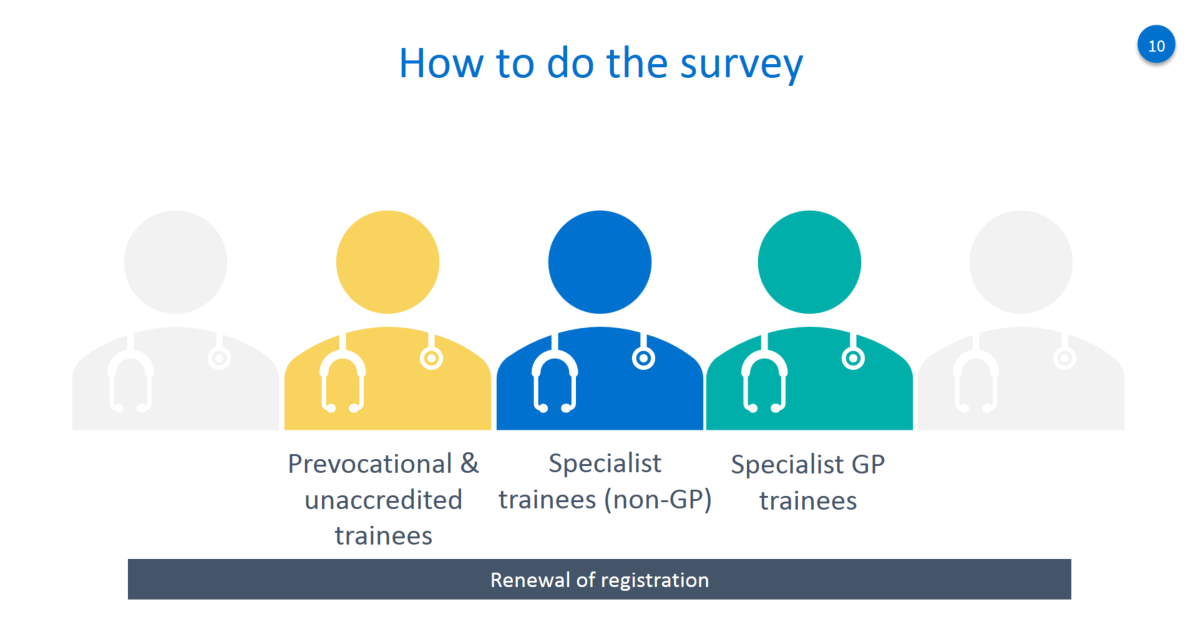 How to do the survey
10
Prevocational &
unaccredited
trainees
Specialist
trainees (non-GP)
Specialist GP
trainees
Renewal of registration